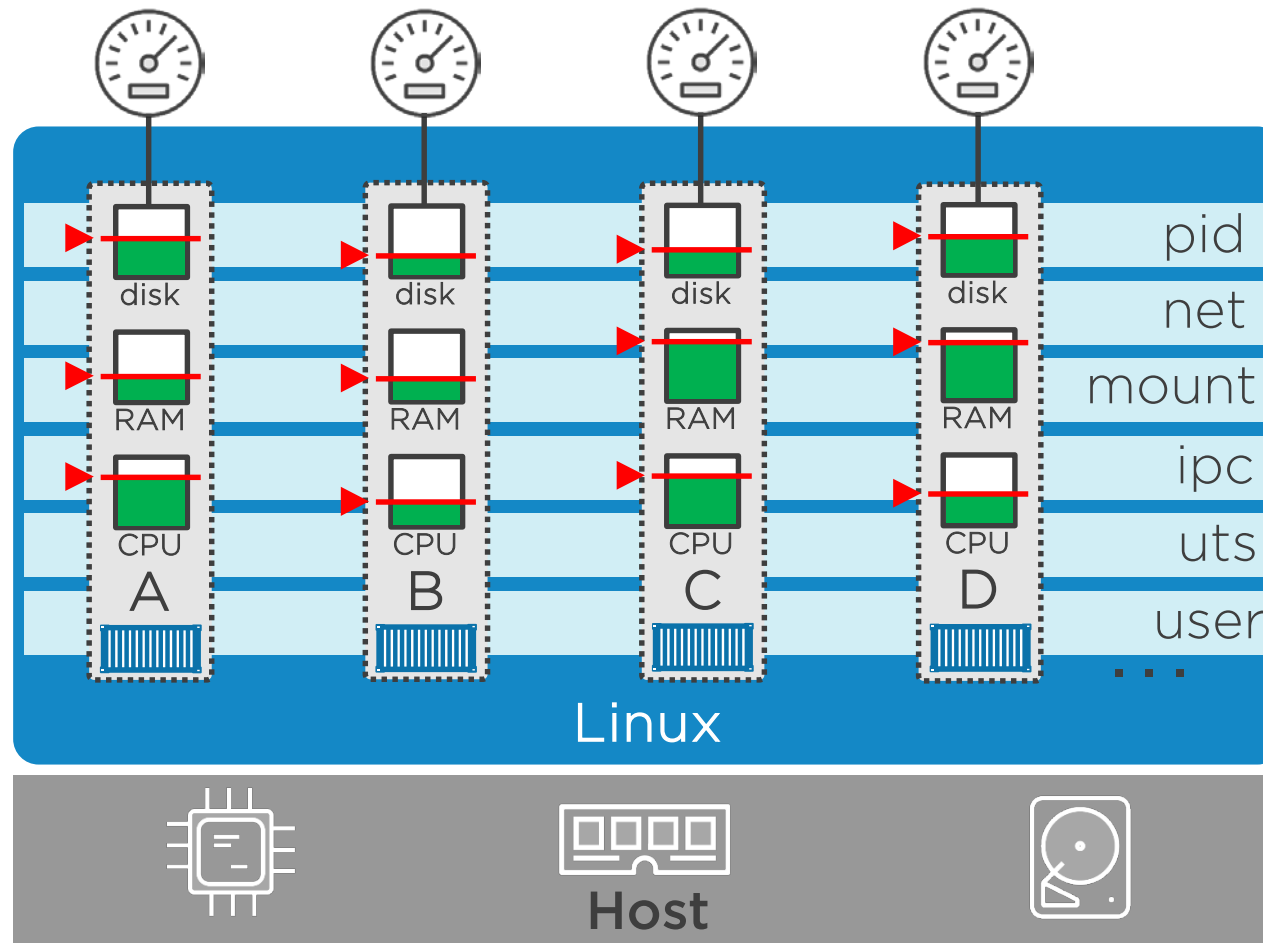 pid
disk disk disk disk
net
mount
RAM RAM RAM RAM
ipc
CPU CPU CPU CPU
uts
A B C D
user
...
Linux
Host